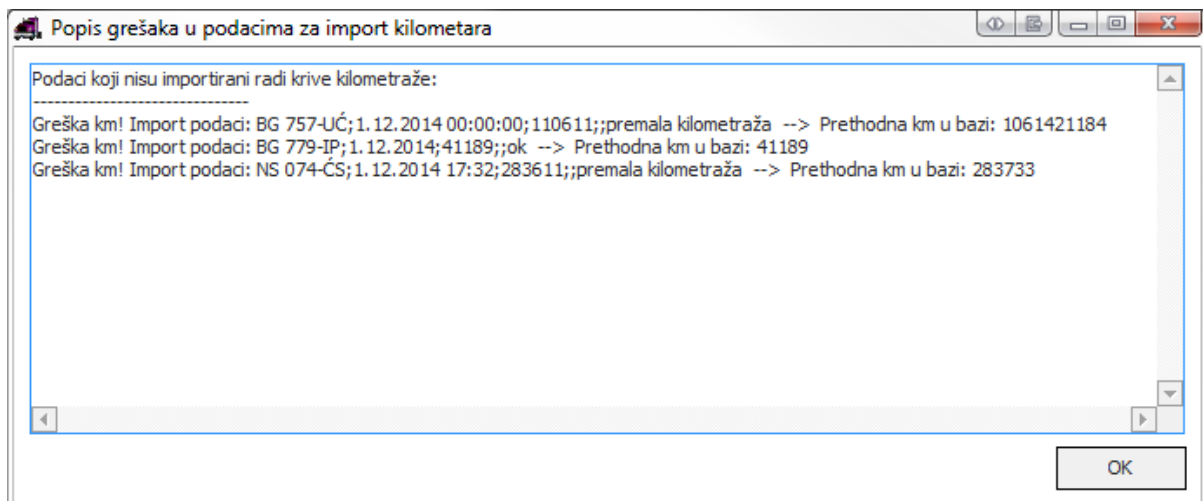 Popis grešaka u podacima za import kilometara
Podaci koji nisu importirani radi krive kilometraže:
-------------------------------
Greška km! Import podaci: BG 757-UĆ;1.12.2014 00:00:00;110611;;premala kilometraža --> Prethodna km u bazi: 1061421184
Greška km! Import podaci: BG 779-IP;1.12.2014;41189;;ok --> Prethodna km u bazi: 41189
Greška km! Import podaci: NS 074-ĆS;1.12.2014 17:32;283611;;premala kilometraža --> Prethodna km u bazi: 283733
OK